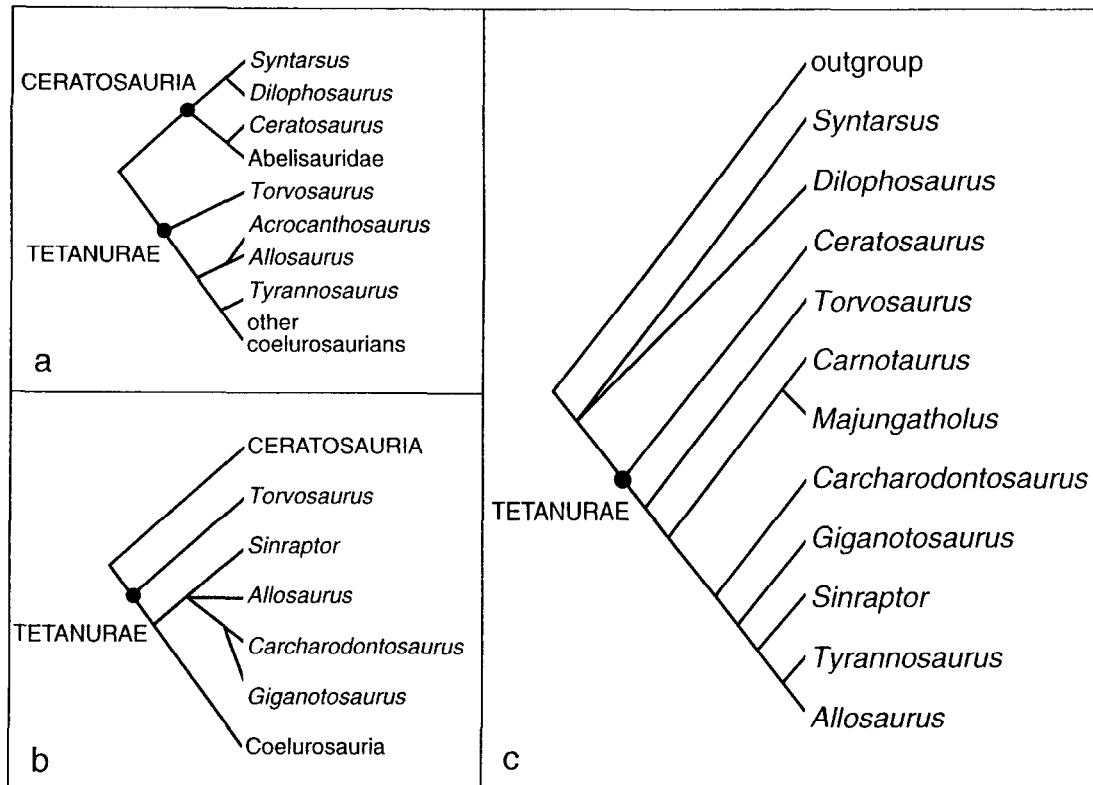 Syntarsus
CERATOSAURIA
Dilophosaurus
Ceratosaurus
Abelisauridae
Torvosaurus
Acrocanthosaurus
TETANURAE
Allosaurus
Tyrannosaurus
other
coelurosaurians
a
CERATOSAURIA
Torvosaurus
Sinraptor
Allosaurus
TETANURAE
Carcharodontosaurus
Giganotosaurus
Coelurosauria
b
outgroup
Syntarsus
Dilophosaurus
Ceratosaurus
Torvosaurus
Carnotaurus
Majungatholus
Carcharodontosaurus
TETANURAE
Giganotosaurus
Sinraptor
Tyrannosaurus
Allosaurus
c